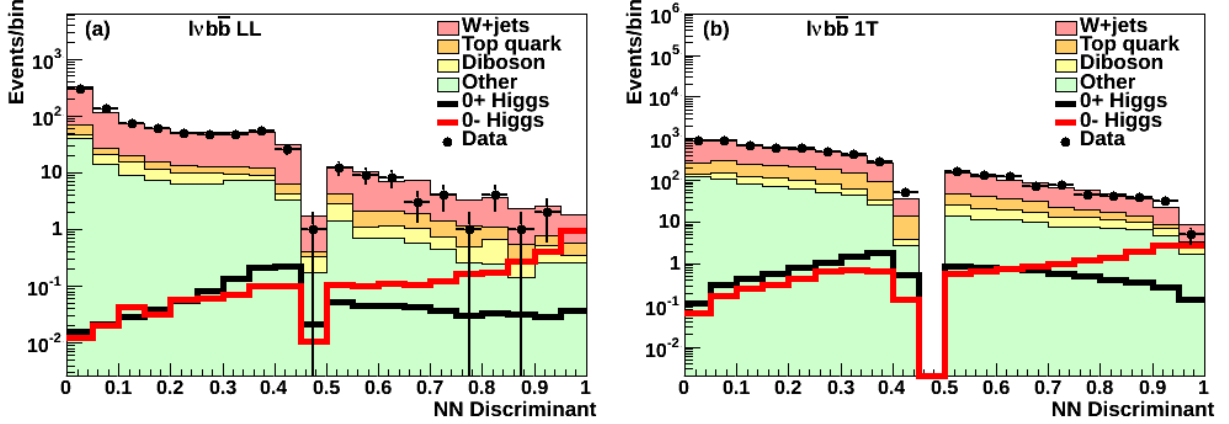 (a) lνbb̅ LL
W+jets
Top quark
Diboson
Other
0+ Higgs
0- Higgs
Data
Events/bin
10³
10²
10
1
10⁻¹
10⁻²
0 0.1 0.2 0.3 0.4 0.5 0.6 0.7 0.8 0.9 1
NN Discriminant
(b) lνbb̅ 1T
W+jets
Top quark
Diboson
Other
0+ Higgs
0- Higgs
Data
Events/bin
10⁶
10⁵
10⁴
10³
10²
10
1
10⁻¹
10⁻²
0 0.1 0.2 0.3 0.4 0.5 0.6 0.7 0.8 0.9 1
NN Discriminant